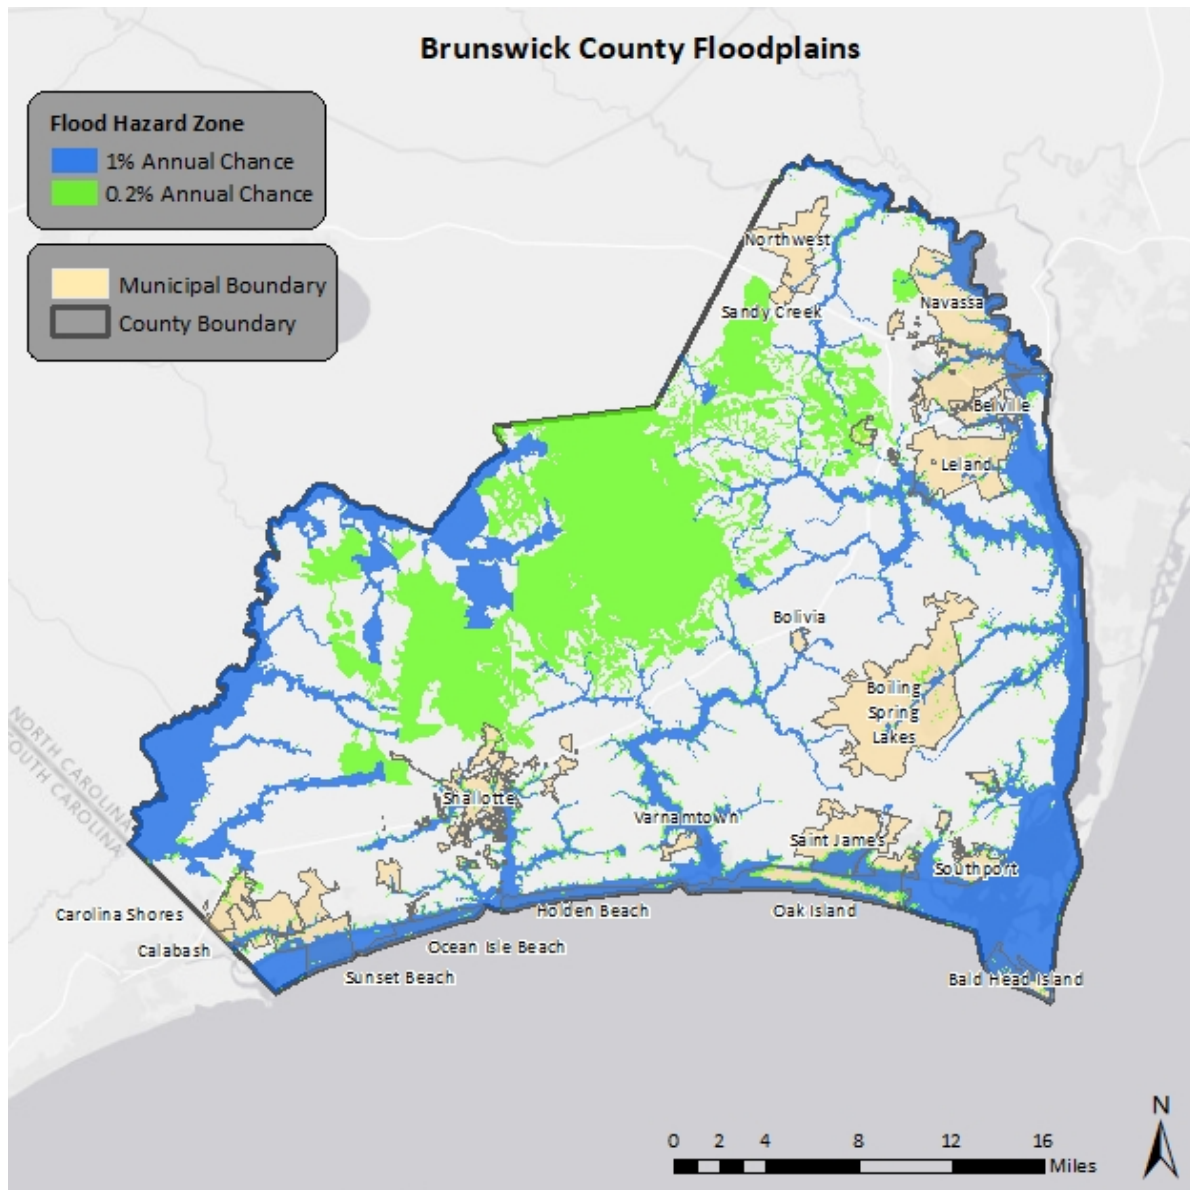 Brunswick County Floodplains
Flood Hazard Zone
1% Annual Chance
0.2% Annual Chance
Municipal Boundary
County Boundary
Northwest
Sandy Creek
Navassa
Belville
Leland
Bolivia
Boiling
Spring
Lakes
NORTH CAROLINA
SOUTH CAROLINA
Shallotte
Varnamtown
Saint James
Southport
Carolina Shores
Holden Beach
Oak Island
Calabash
Ocean Isle Beach
Sunset Beach
Bald Head Island
N
0 2 4 8 12 16
Miles